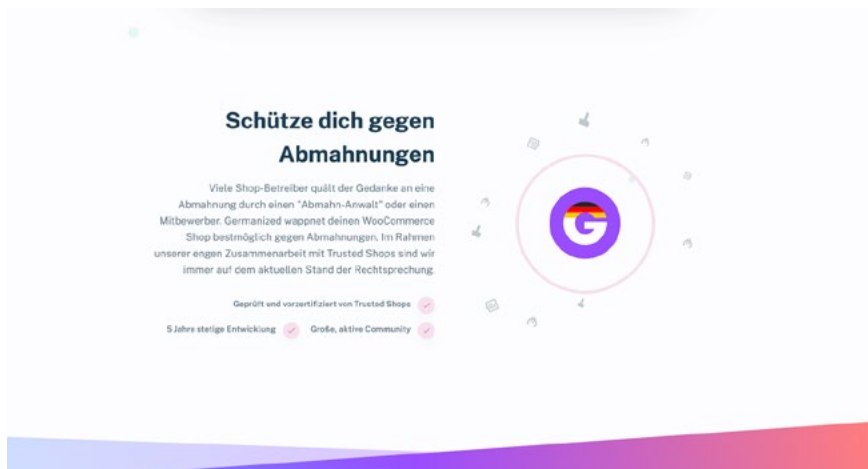 Schütze dich gegen
Abmahnungen
Viele Shop-Betreiber quält der Gedanke an eine
Abmahnung durch einen "Abmahn-Anwalt" oder einen
Mitbewerber. Germanized wappnet deinen WooCommerce
Shop bestmöglich gegen Abmahnungen. Im Rahmen
unserer engen Zusammenarbeit mit Trusted Shops sind wir
immer auf dem aktuellen Stand der Rechtsprechung.
Geprüft und vorzertifiziert von Trusted Shops
5 Jahre stetige Entwicklung Große, aktive Community
G